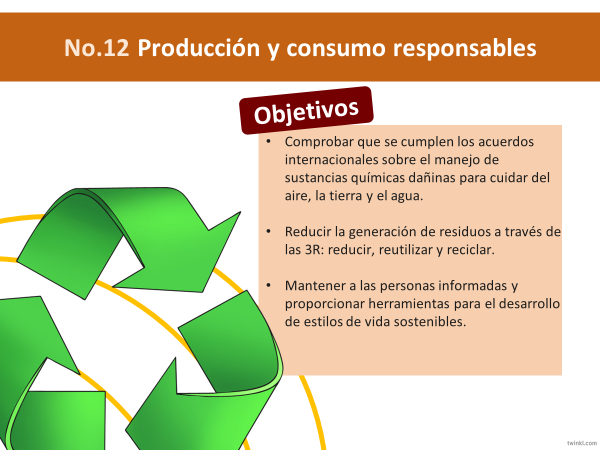 No.12 Producción y consumo responsables
Objetivos
• Comprobar que se cumplen los acuerdos
internacionales sobre el manejo de
sustancias químicas dañinas para cuidar del
aire, la tierra y el agua.
• Reducir la generación de residuos a través de
las 3R: reducir, reutilizar y reciclar.
• Mantener a las personas informadas y
proporcionar herramientas para el desarrollo
de estilos de vida sostenibles.
twinkl.com